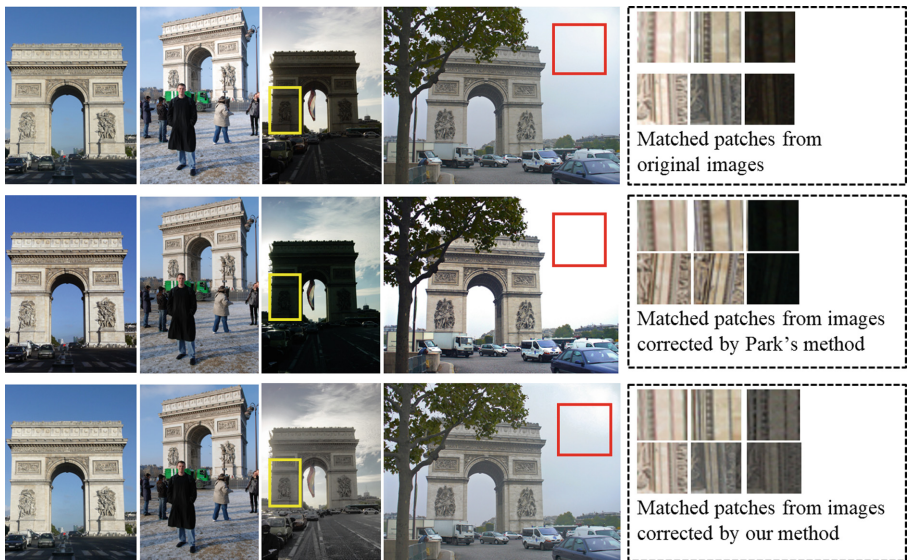 Matched patches from
original images
Matched patches from images
corrected by Park's method
Matched patches from images
corrected by our method